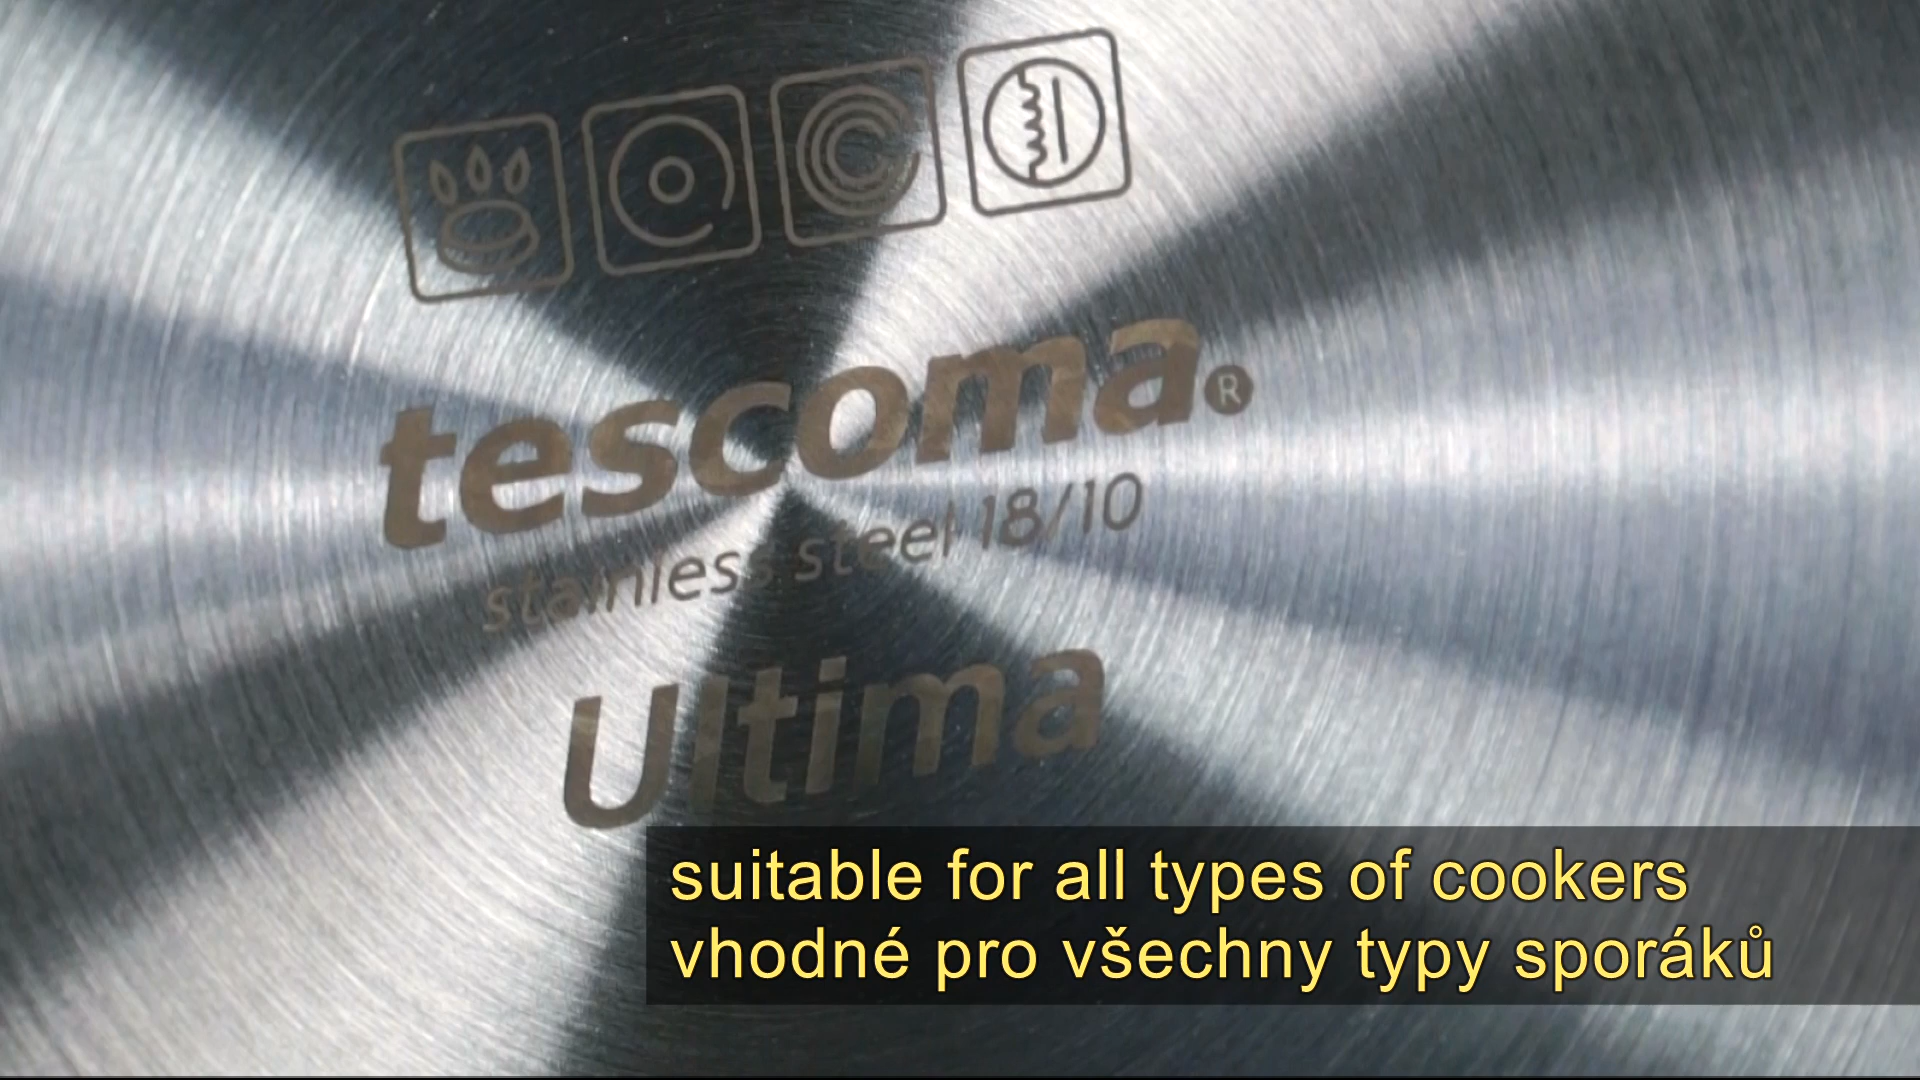 tescoma®
stainless steel 18/10
Ultima
suitable for all types of cookers
vhodné pro všechny typy sporáků